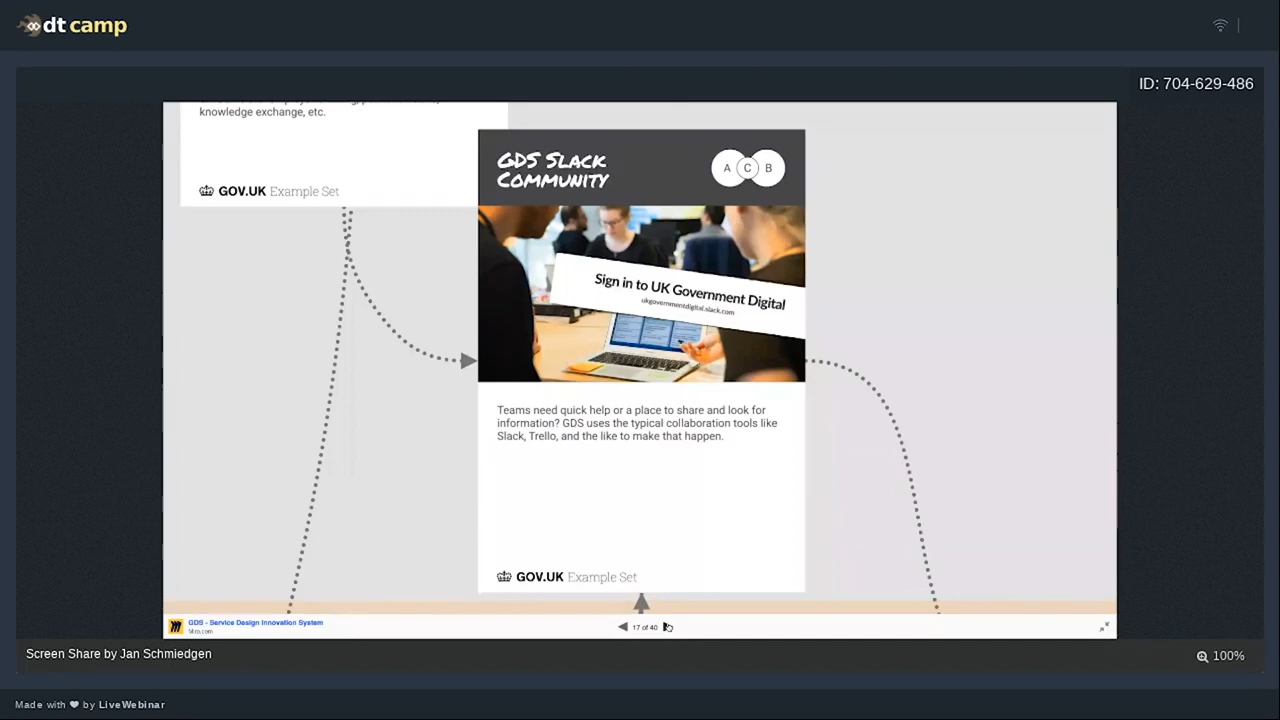 dt camp
ID: 704-629-486
knowledge exchange, etc.
GOV.UK Example Set
GDS SLACK
COMMUNITY
A C B
Sign in to UK Government Digital
ukgovernmentdigital.slack.com
Teams need quick help or a place to share and look for
information? GDS uses the typical collaboration tools like
Slack, Trello, and the like to make that happen.
GOV.UK Example Set
GDS - Service Design Innovation System
Miro.com
17 of 40
Screen Share by Jan Schmiedgen
100%
Made with by LiveWebinar